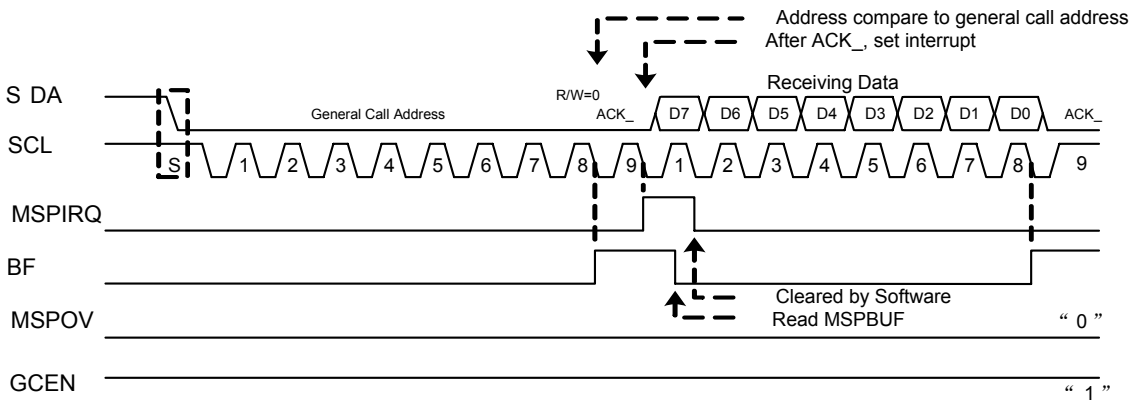 Address compare to general call address
After ACK_, set interrupt
S DA
R/W=0
Receiving Data
General Call Address
ACK_
D7 D6 D5 D4 D3 D2 D1 D0
ACK_
SCL
S 1 2 3 4 5 6 7 8 9 1 2 3 4 5 6 7 8 9
MSPIRQ
BF
Cleared by Software
Read MSPBUF
MSPOV
“ 0 ”
GCEN
“ 1 ”